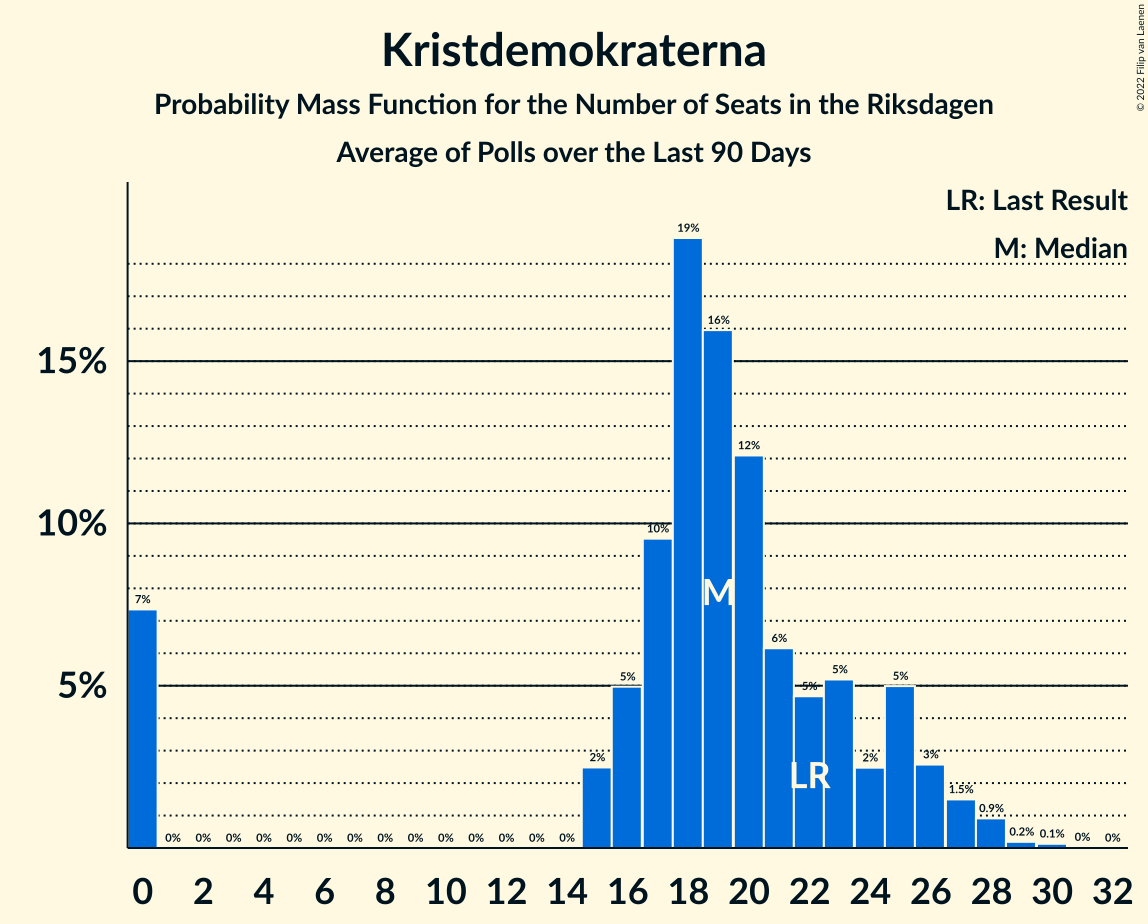 © 2022 Filip van Laenen
Kristdemokraterna
Probability Mass Function for the Number of Seats in the Riksdagen
Average of Polls over the Last 90 Days
LR: Last Result
M: Median
15%
10%
5%
7% 0% 0% 0% 0% 0% 0% 0% 0% 0% 0% 0% 0% 0% 0% 2% 5% 10% 19% 16% 12% 6% 5% 5% 2% 5% 3% 1.5% 0.9% 0.2% 0.1% 0% 0%
M
LR
0 2 4 6 8 10 12 14 16 18 20 22 24 26 28 30 32